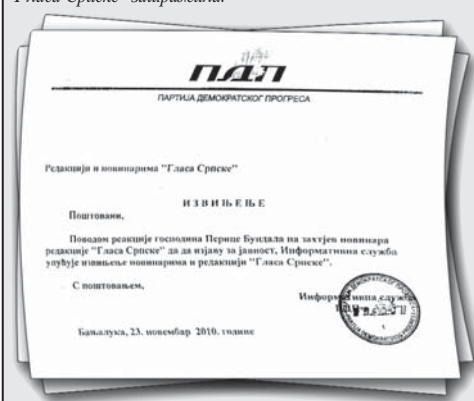 "Гласа Српске"
ПДП
ПАРТИЈА ДЕМОКРАТСКОГ ПРОГРЕСА
Редакцији и новинарима "Гласа Српске"
ИЗВИЊЕЊЕ
Поштовани,
Поводом реакције господина Перице Бундала на захтјев новинара
редакције "Гласа Српске" да да изјаву за јавност, Информативна служба
упућује извињење новинарима и редакцији "Гласа Српске".
С поштовањем,
Информативна служба
ПДП
Бањалука, 23. новембар 2010. године